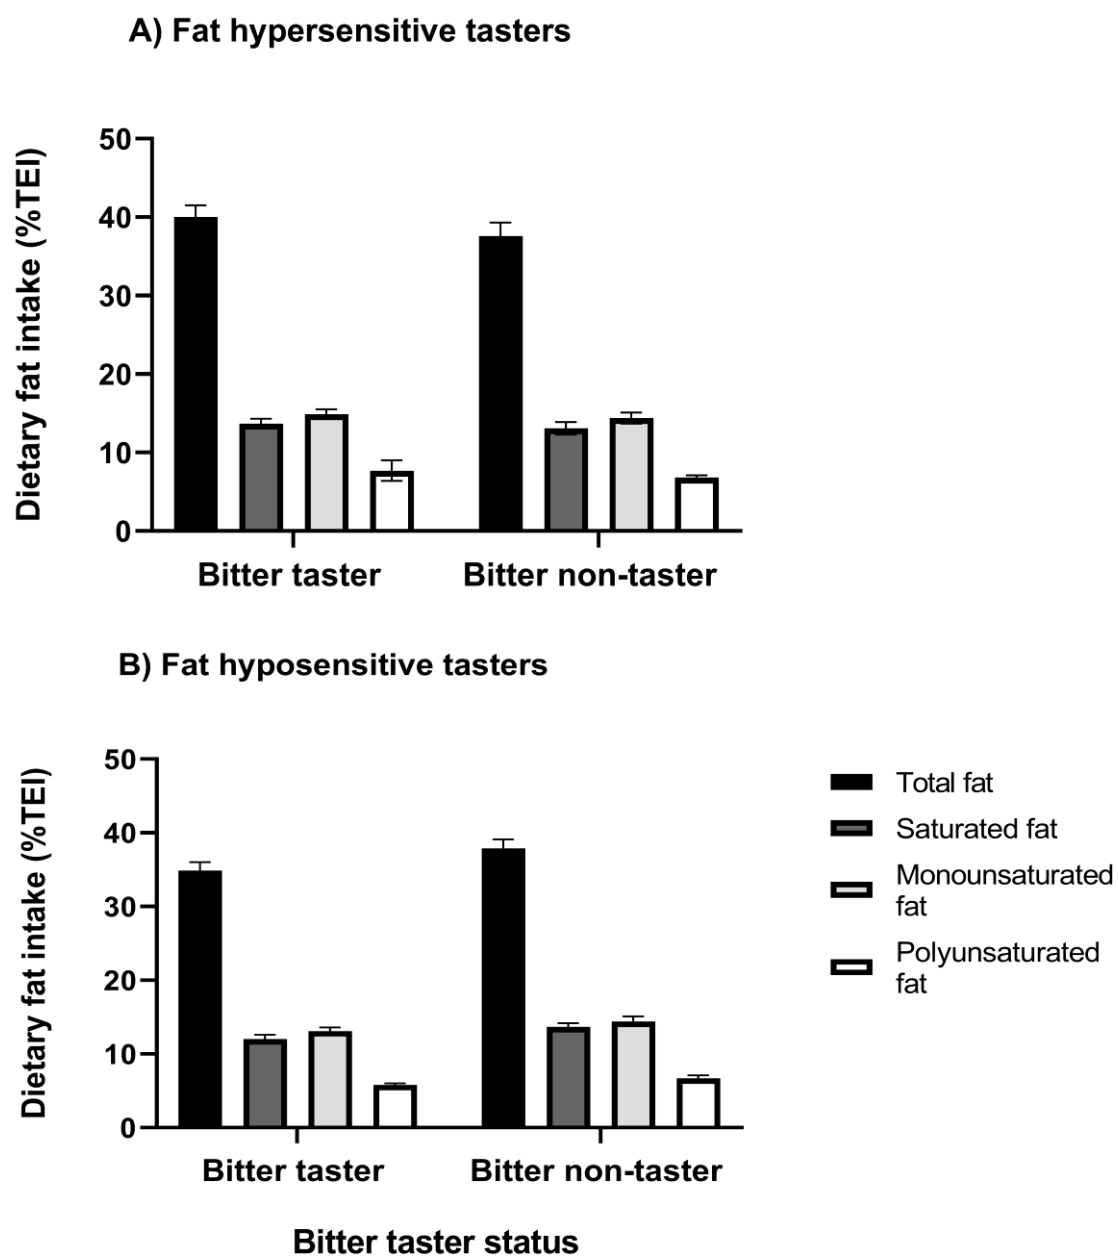 A) Fat hypersensitive tasters
Dietary fat intake (%TEI)
50
40
30
20
10
0
Bitter taster
Bitter non-taster
B) Fat hyposensitive tasters
Dietary fat intake (%TEI)
50
40
30
20
10
0
Bitter taster
Bitter non-taster
Bitter taster status
Total fat
Saturated fat
Monounsaturated
fat
Polyunsaturated
fat